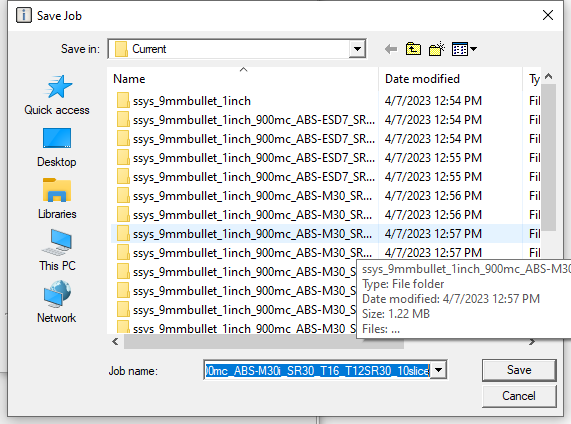 Save Job
Save in: Current
Name Date modified Ty
ssys_9mmbullet_1inch 4/7/2023 12:54 PM Fil
ssys_9mmbullet_1inch_900mc_ABS-ESD7_SR... 4/7/2023 12:54 PM Fil
ssys_9mmbullet_1inch_900mc_ABS-ESD7_SR... 4/7/2023 12:54 PM Fil
ssys_9mmbullet_1inch_900mc_ABS-ESD7_SR... 4/7/2023 12:55 PM Fil
ssys_9mmbullet_1inch_900mc_ABS-ESD7_SR... 4/7/2023 12:55 PM Fil
ssys_9mmbullet_1inch_900mc_ABS-M30_SR... 4/7/2023 12:56 PM Fil
ssys_9mmbullet_1inch_900mc_ABS-M30_SR... 4/7/2023 12:56 PM Fil
ssys_9mmbullet_1inch_900mc_ABS-M30_SR... 4/7/2023 12:57 PM Fil
ssys_9mmbullet_1inch_900mc_ABS-M30_SR... 4/7/2023 12:57 PM Fil
ssys_9mmbullet_1inch_900mc_ABS-M30_S
ssys_9mmbullet_1inch_900mc_ABS-M30_S
ssys_9mmbullet_1inch_900mc_ABS-M30_S
ssys_9mmbullet_1inch_900mc_ABS-M30_S
ssys_9mmbullet_1inch_900mc_ABS-M30
Type: File folder
Date modified: 4/7/2023 12:57 PM
Size: 1.22 MB
Files: ...
Quick access
Desktop
Libraries
This PC
Network
Job name: 00mc_ABS-M30i_SR30_T16_T12SR30_10slice
Save
Cancel